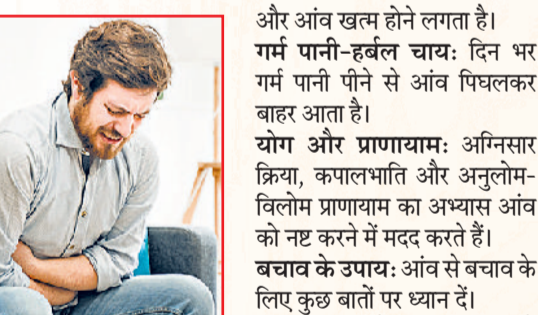 और आंव खत्म होने लगता है।
गर्म पानी-हर्बल चाय: दिन भर
गर्म पानी पीने से आंव पिघलकर
बाहर आता है।
योग और प्राणायाम: अग्निसार
क्रिया, कपालभाति और अनुलोम-
विलोम प्राणायाम का अभ्यास आंव
को नष्ट करने में मदद करते हैं।
बचाव के उपाय: आंव से बचाव के
लिए कुछ बातों पर ध्यान दें।